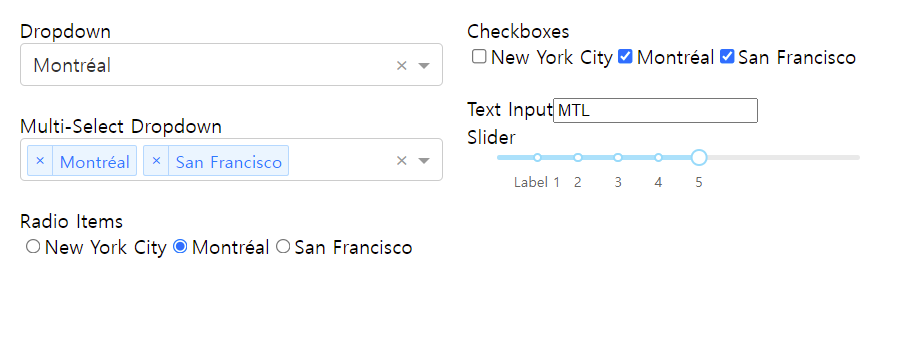 Dropdown
Montréal
Multi-Select Dropdown
× Montréal × San Francisco
Radio Items
New York City Montréal San Francisco
Checkboxes
New York City Montréal San Francisco
Text Input MTL
Slider
Label 1 2 3 4 5